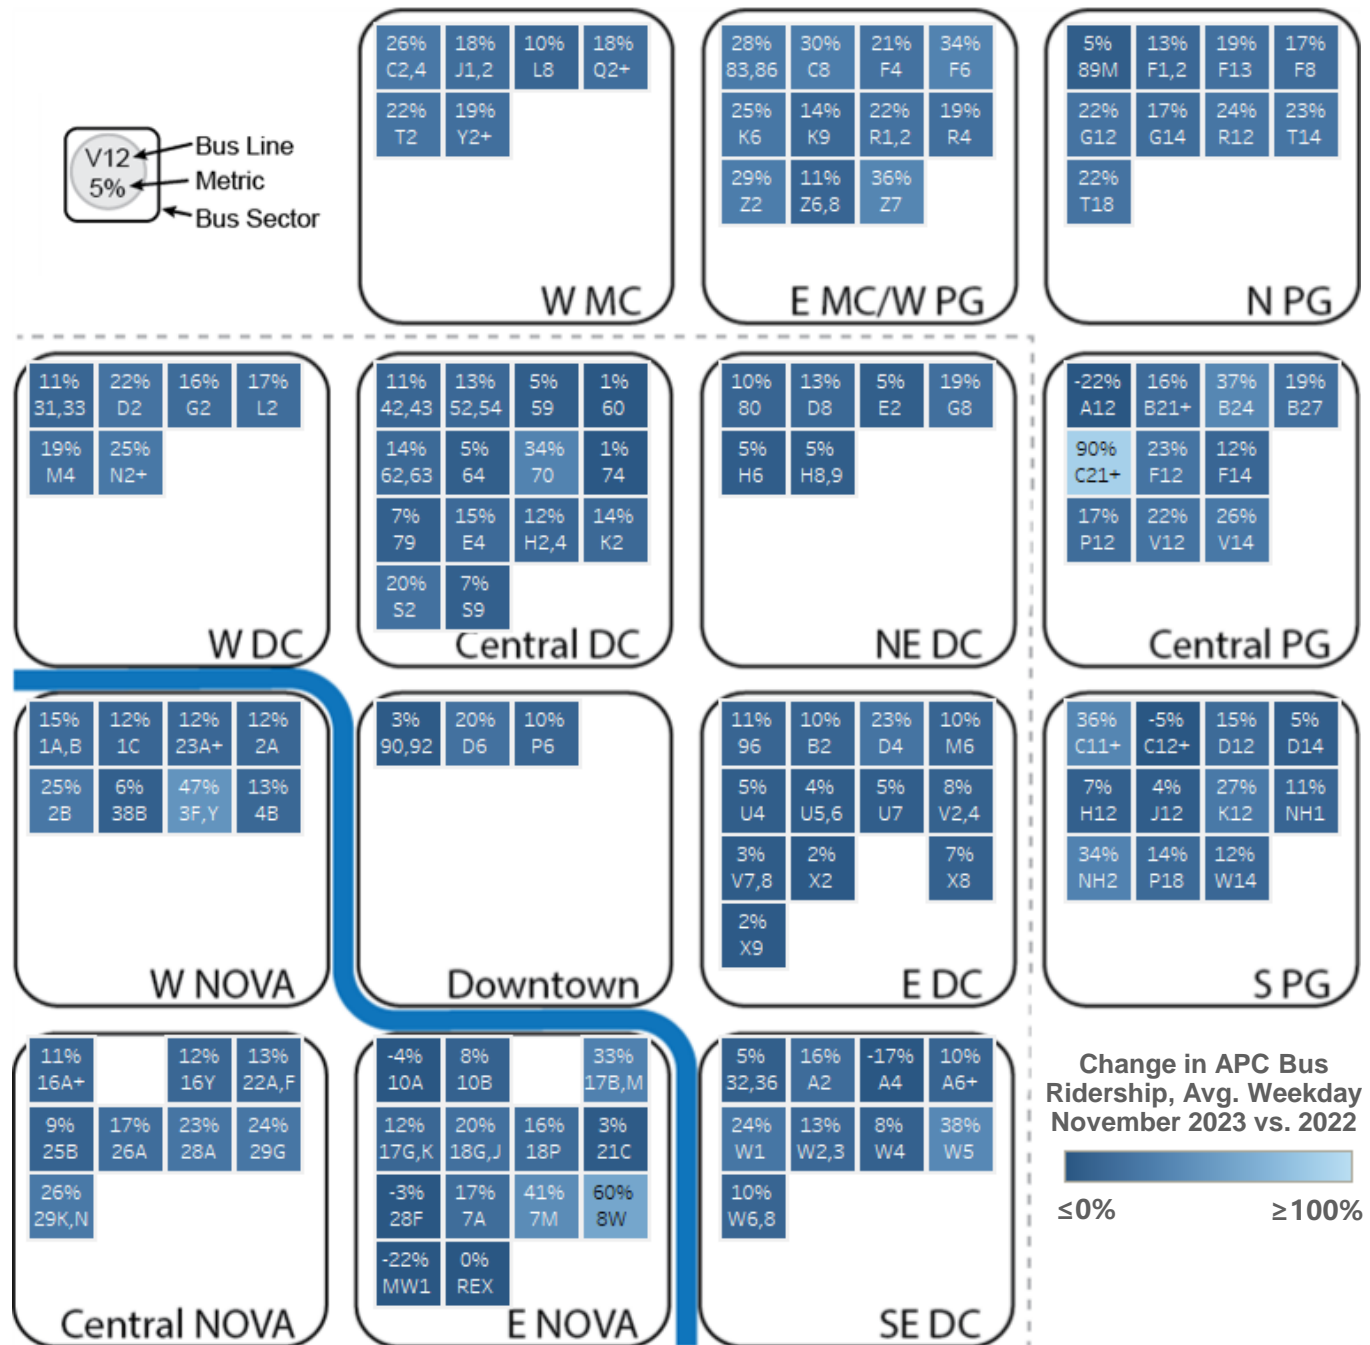 V12
5%
Bus Line
Metric
Bus Sector
26% 18% 10% 18%
C2,4 J1,2 L8 Q2+
22% 19%
T2 Y2+
W MC
28% 30% 21% 34%
83,86 C8 F4 F6
25% 14% 22% 19%
K6 K9 R1,2 R4
29% 11% 36%
Z2 Z6,8 Z7
E MC/W PG
5% 13% 19% 17%
89M F1,2 F13 F8
22% 17% 24% 23%
G12 G14 R12 T14
22%
T18
N PG
11% 22% 16% 17%
31,33 D2 G2 L2
19% 25%
M4 N2+
W DC
11% 13% 5% 1%
42,43 52,54 59 60
14% 5% 34% 1%
62,63 64 70 74
7% 15% 12% 14%
79 E4 H2,4 K2
20% 7%
S2 S9
Central DC
10% 13% 5% 19%
80 D8 E2 G8
5% 5%
H6 H8,9
NE DC
-22% 16% 37% 19%
A12 B21+ B24 B27
90% 23% 12%
C21+ F12 F14
17% 22% 26%
P12 V12 V14
Central PG
15% 12% 12% 12%
1A,B 1C 23A+ 2A
25% 6% 47% 13%
2B 38B 3F,Y 4B
W NOVA
3% 20% 10%
90,92 D6 P6
Downtown
11% 10% 23% 10%
96 B2 D4 M6
5% 4% 5% 8%
U4 U5,6 U7 V2,4
3% 2% 7%
V7,8 X2 X8
2%
X9
E DC
36% -5% 15% 5%
C11+ C12+ D12 D14
7% 4% 27% 11%
H12 J12 K12 NH1
34% 14% 12%
NH2 P18 W14
S PG
11% 12% 13%
16A+ 16Y 22A,F
9% 17% 23% 24%
25B 26A 28A 29G
26%
29K,N
Central NOVA
-4% 8% 33%
10A 10B 17B,M
12% 20% 16% 3%
17G,K 18G,J 18P 21C
-3% 17% 41% 60%
28F 7A 7M 8W
-22% 0%
MW1 REX
E NOVA
5% 16% -17% 10%
32,36 A2 A4 A6+
24% 13% 8% 38%
W1 W2,3 W4 W5
10%
W6,8
SE DC
Change in APC Bus
Ridership, Avg. Weekday
November 2023 vs. 2022
≤0% ≥100%